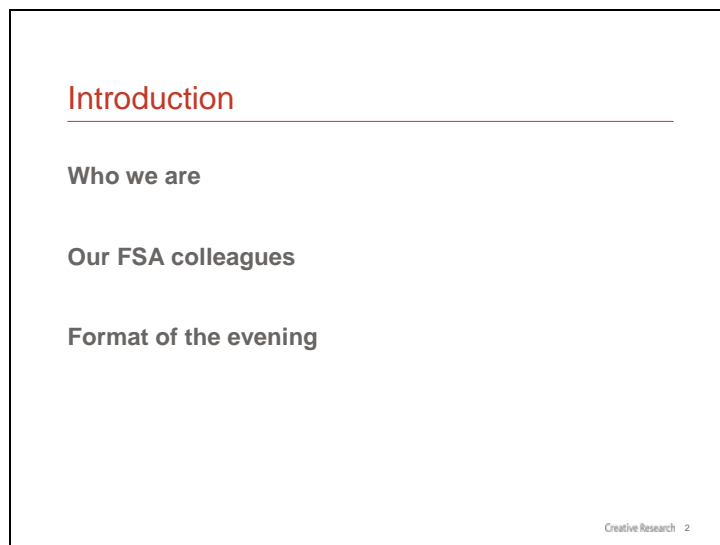 Introduction
Who we are
Our FSA colleagues
Format of the evening
Creative Research 2